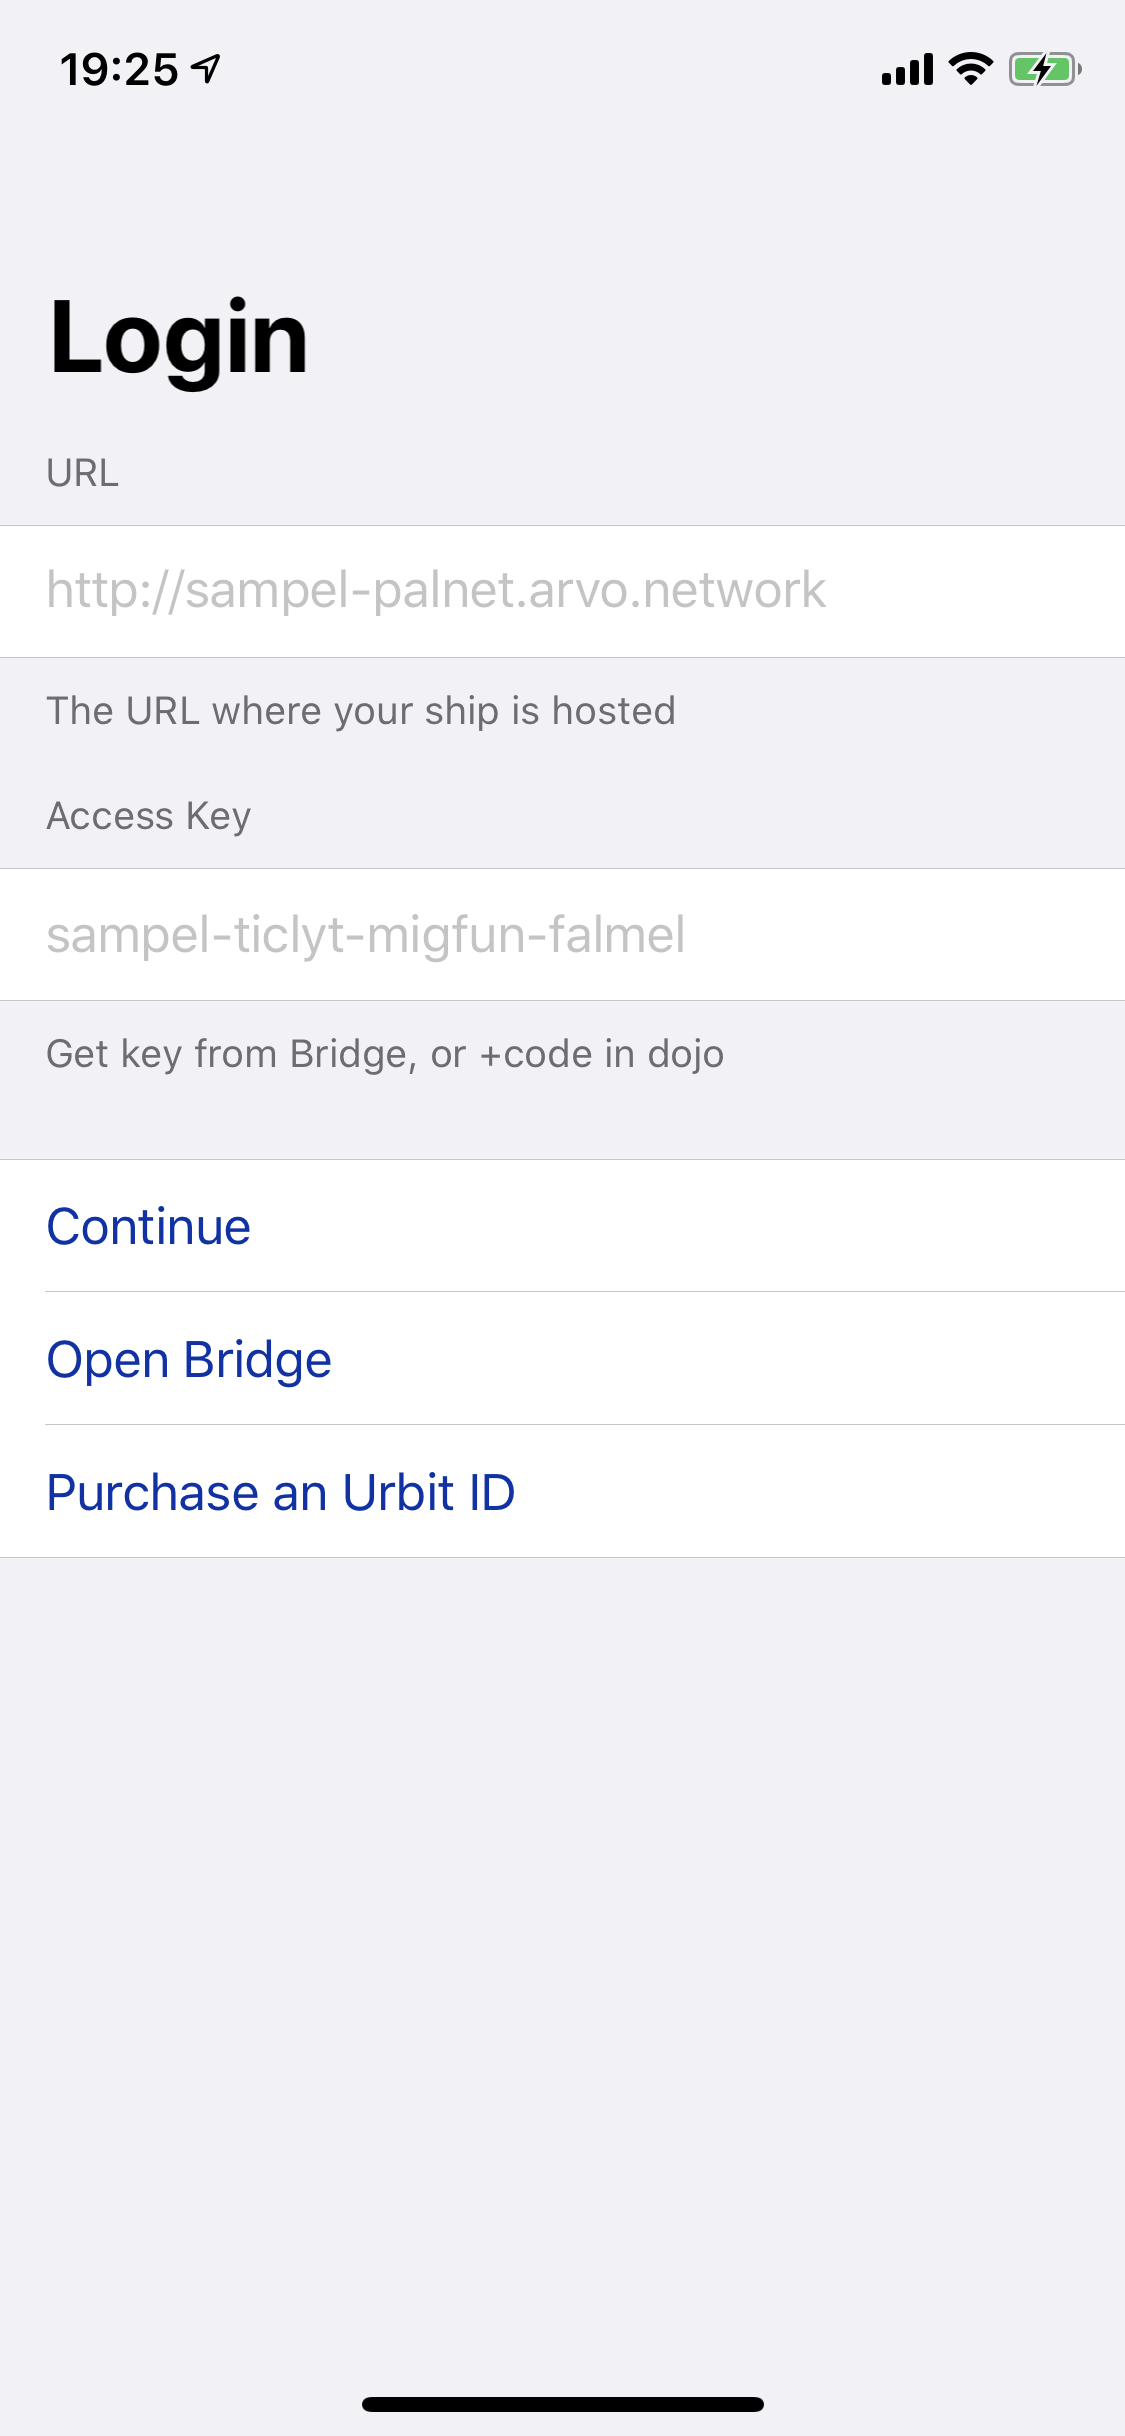 19:25
Login
URL
http://sampel-palnet.arvo.network
The URL where your ship is hosted
Access Key
sampel-ticlyt-migfun-falmel
Get key from Bridge, or +code in dojo
Continue
Open Bridge
Purchase an Urbit ID